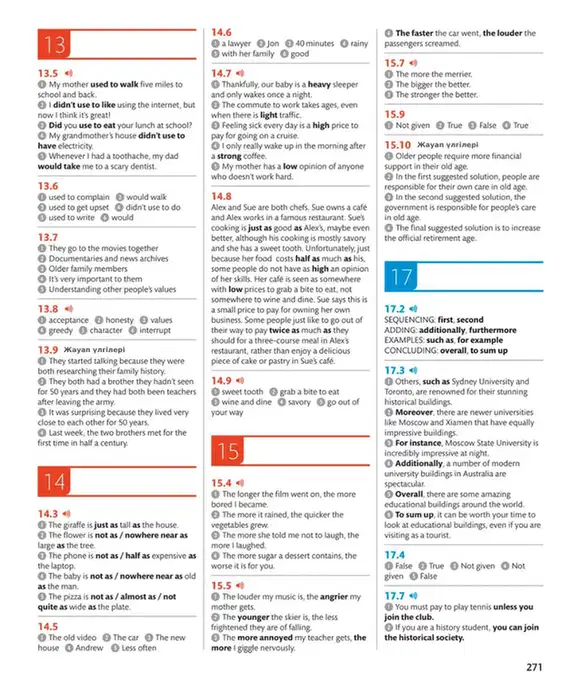 13
13.5
1 My mother used to walk five miles to
school and back.
2 I didn't use to like using the internet, but
now I think it's great!
3 Did you use to eat your lunch at school?
4 My grandmother's house didn't use to
have electricity.
5 Whenever I had a toothache, my dad
would take me to a scary dentist.
13.6
1 used to complain 2 would walk
3 used to get upset 4 didn't use to do
5 used to write 6 would
13.7
1 They go to the movies together
2 Documentaries and news archives
3 Older family members
4 It's very important to them
5 Understanding other people's values
13.8
1 acceptance 2 honesty 3 values
4 greedy 5 character 6 interrupt
13.9 Жауап үлгілері
1 They started talking because they were
both researching their family history.
2 They both had a brother they hadn't seen
for 50 years and they had both been teachers
after leaving the army.
3 It was surprising because they lived very
close to each other for 50 years.
4 Last week, the two brothers met for the
first time in half a century.
14
14.3
1 The giraffe is just as tall as the house.
2 The flower is not as / nowhere near as
large as the tree.
3 The phone is not as / half as expensive as
the laptop.
4 The baby is not as / nowhere near as old
as the man.
5 The pizza is not as / almost as / not
quite as wide as the plate.
14.5
1 The old video 2 The car 3 The new
house 4 Andrew 5 Less often
14.6
1 a lawyer 2 Jon 3 40 minutes 4 rainy
5 with her family 6 good
14.7
1 Thankfully, our baby is a heavy sleeper
and only wakes once a night.
2 The commute to work takes ages, even
when there is light traffic.
3 Feeling sick every day is a high price to
pay for going on a cruise.
4 I only really wake up in the morning after
a strong coffee.
5 My mother has a low opinion of anyone
who doesn't work hard.
14.8
Alex and Sue are both chefs. Sue owns a café
and Alex works in a famous restaurant. Sue's
cooking is just as good as Alex's, maybe even
better, although his cooking is mostly savory
and she has a sweet tooth. Unfortunately, just
because her food costs half as much as his,
some people do not have as high an opinion
of her skills. Her café is seen as somewhere
with low prices to grab a bite to eat, not
somewhere to wine and dine. Sue says this is
a small price to pay for owning her own
business. Some people just like to go out of
their way to pay twice as much as they
should for a three-course meal in Alex's
restaurant, rather than enjoy a delicious
piece of cake or pastry in Sue's café.
14.9
1 sweet tooth 2 grab a bite to eat
3 wine and dine 4 savory 5 go out of
your way
15
15.4
1 The longer the film went on, the more
bored I became.
2 The more it rained, the quicker the
vegetables grew.
3 The more she told me not to laugh, the
more I laughed.
4 The more sugar a dessert contains, the
worse it is for you.
15.5
1 The louder my music is, the angrier my
mother gets.
2 The younger the skier is, the less
frightened they are of falling.
3 The more annoyed my teacher gets, the
more I giggle nervously.
4 The faster the car went, the louder the
passengers screamed.
15.7
1 The more the merrier.
2 The bigger the better.
3 The stronger the better.
15.9
1 Not given 2 True 3 False 4 True
15.10 Жауап үлгілері
1 Older people require more financial
support in their old age.
2 In the first suggested solution, people are
responsible for their own care in old age.
3 In the second suggested solution, the
government is responsible for people's care
in old age.
4 The final suggested solution is to increase
the official retirement age.
17
17.2
SEQUENCING: first, second
ADDING: additionally, furthermore
EXAMPLES: such as, for example
CONCLUDING: overall, to sum up
17.3
1 Others, such as Sydney University and
Toronto, are renowned for their stunning
historical buildings.
2 Moreover, there are newer universities
like Moscow and Xiamen that have equally
impressive buildings.
3 For instance, Moscow State University is
incredibly impressive at night.
4 Additionally, a number of modern
university buildings in Australia are
spectacular.
5 Overall, there are some amazing
educational buildings around the world.
6 To sum up, it can be worth your time to
look at educational buildings, even if you are
visiting as a tourist.
17.4
1 False 2 True 3 Not given 4 Not
given 5 False
17.7
1 You must pay to play tennis unless you
join the club.
2 If you are a history student, you can join
the historical society.
271